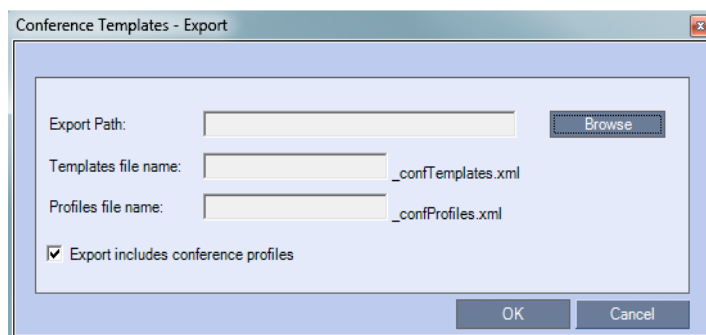 Conference Templates - Export
Export Path:
Browse
Templates file name:
_confTemplates.xml
Profiles file name:
_confProfiles.xml
Export includes conference profiles
OK
Cancel